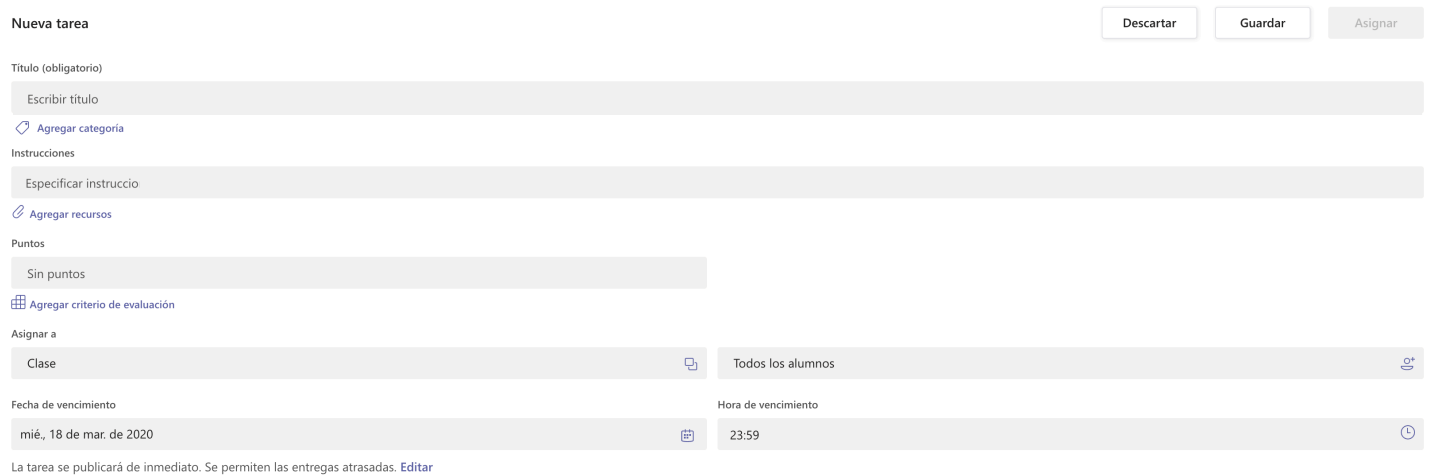 Nueva tarea
Descartar
Guardar
Asignar
Título (obligatorio)
Escribir título
Agregar categoría
Instrucciones
Especificar instruccio
Agregar recursos
Puntos
Sin puntos
Agregar criterio de evaluación
Asignar a
Clase
Todos los alumnos
Fecha de vencimiento
Hora de vencimiento
mié., 18 de mar. de 2020
23:59
La tarea se publicará de inmediato. Se permiten las entregas atrasadas. Editar